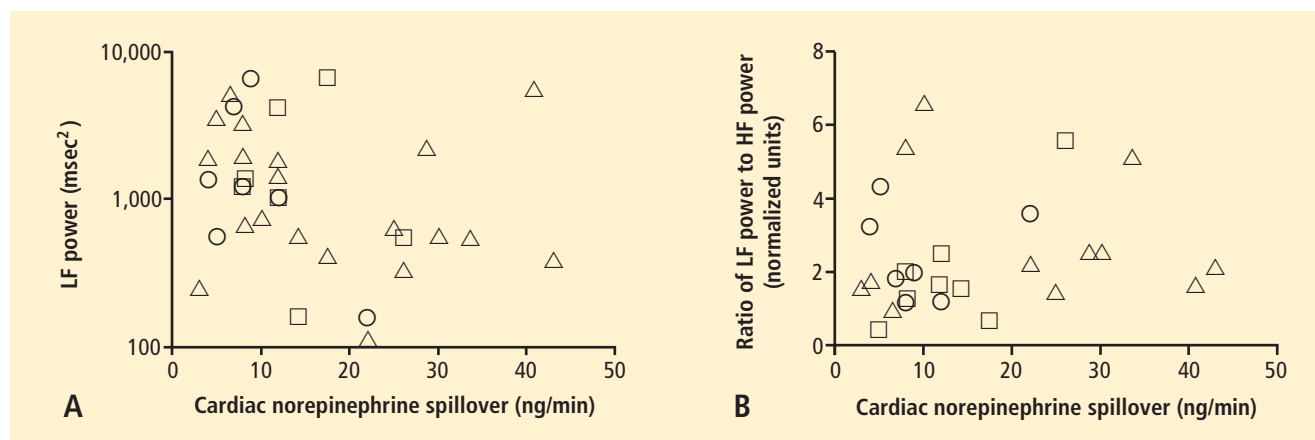 10,000
1,000
100
LF power (msec²)
0 10 20 30 40 50
Cardiac norepinephrine spillover (ng/min)
A
8
6
4
2
0
Ratio of LF power to HF power
(normalized units)
0 10 20 30 40 50
Cardiac norepinephrine spillover (ng/min)
B